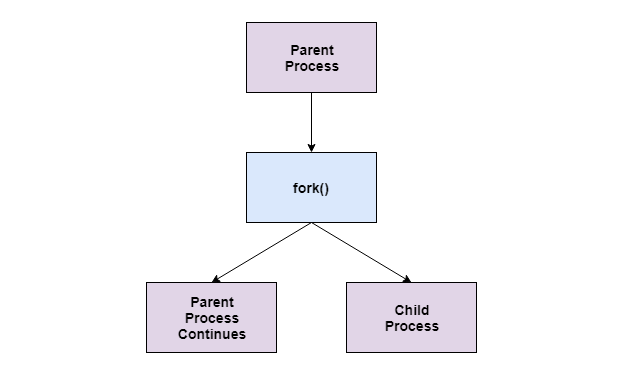 Parent
Process
fork()
Parent
Process
Continues
Child
Process